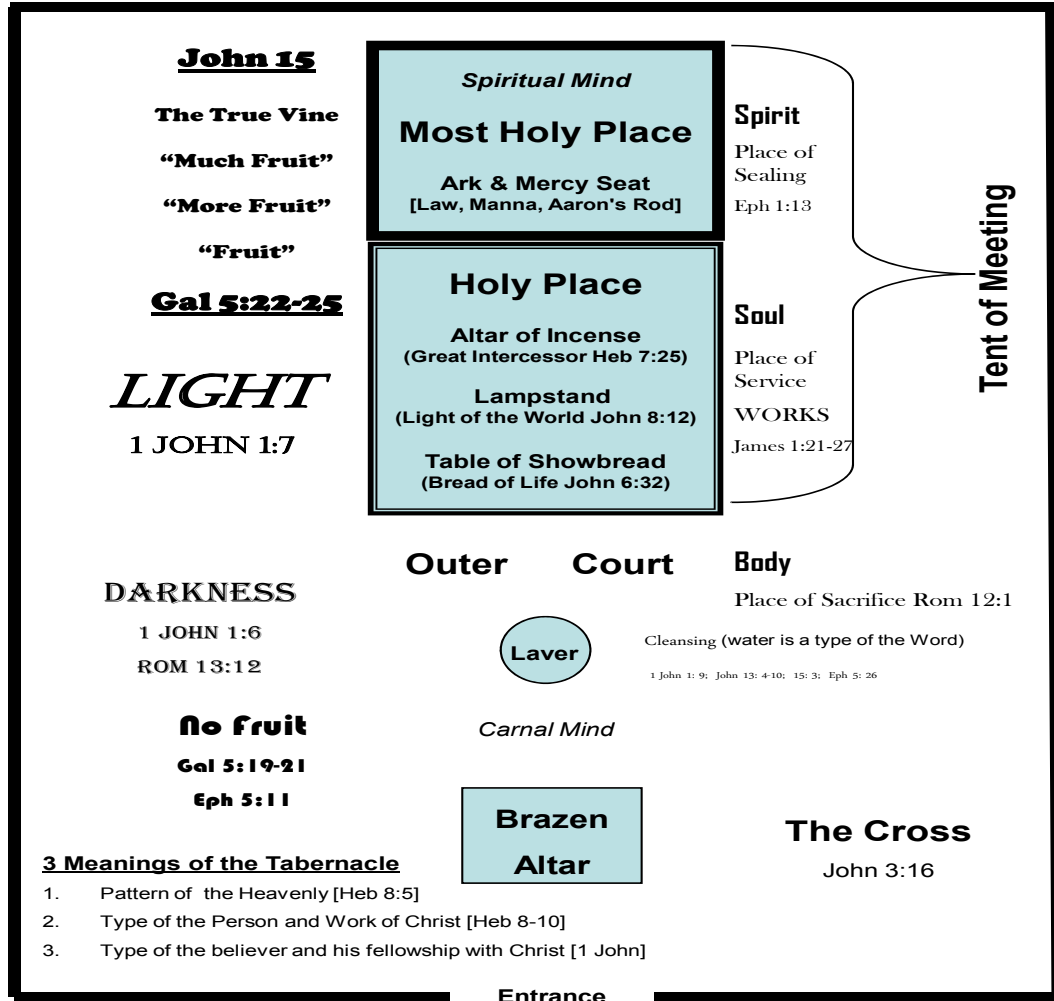 John 15
The True Vine
“Much Fruit”
“More Fruit”
“Fruit”
Gal 5:22-25
LIGHT
1 JOHN 1:7
Spiritual Mind
Most Holy Place
Ark & Mercy Seat
[Law, Manna, Aaron's Rod]
Spirit
Place of
Sealing
Eph 1:13
Holy Place
Altar of Incense
(Great Intercessor Heb 7:25)
Lampstand
(Light of the World John 8:12)
Table of Showbread
(Bread of Life John 6:32)
Soul
Place of
Service
WORKS
James 1:21-27
Tent of Meeting
Outer Court
Body
Place of Sacrifice Rom 12:1
DARKNESS
1 JOHN 1:6
ROM 13:12
Laver
Cleansing (water is a type of the Word)
1 John 1: 9; John 13: 4-10; 15: 3; Eph 5: 26
No Fruit
Gal 5:19-21
Eph 5:11
Carnal Mind
Brazen
Altar
The Cross
John 3:16
3 Meanings of the Tabernacle
1. Pattern of the Heavenly [Heb 8:5]
2. Type of the Person and Work of Christ [Heb 8-10]
3. Type of the believer and his fellowship with Christ [1 John]
Entrance